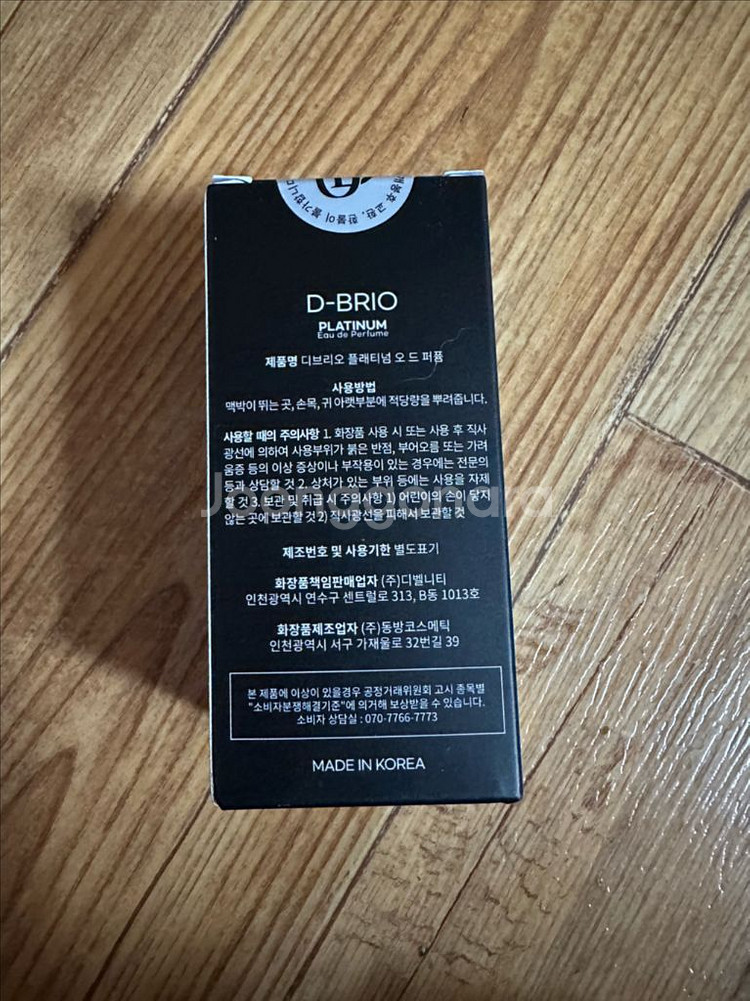 개봉후 교환, 환불이 불가합니다
D-BRIO
PLATINUM
Eau de Perfume
제품명 디브리오 플래티넘 오 드 퍼퓸
사용방법
맥박이 뛰는 곳, 손목, 귀 아랫부분에 적당량을 뿌려줍니다.
사용할 때의 주의사항 1. 화장품 사용 시 또는 사용 후 직사
광선에 의하여 사용부위가 붉은 반점, 부어오름 또는 가려
움증 등의 이상 증상이나 부작용이 있는 경우에는 전문의
등과 상담할 것 2. 상처가 있는 부위 등에는 사용을 자제
할 것 3. 보관 및 취급 시 주의사항 1) 어린이의 손이 닿지
않는 곳에 보관할 것 2) 직사광선을 피해서 보관할 것
Joonggonara
제조번호 및 사용기한 별도표기
화장품책임판매업자 (주)디벨니티
인천광역시 연수구 센트럴로 313, B동 1013호
화장품제조업자 (주)동방코스메틱
인천광역시 서구 가재울로 32번길 39
본 제품에 이상이 있을경우 공정거래위원회 고시 종목별
"소비자분쟁해결기준"에 의거해 보상받을 수 있습니다.
소비자 상담실 : 070-7766-7773
MADE IN KOREA